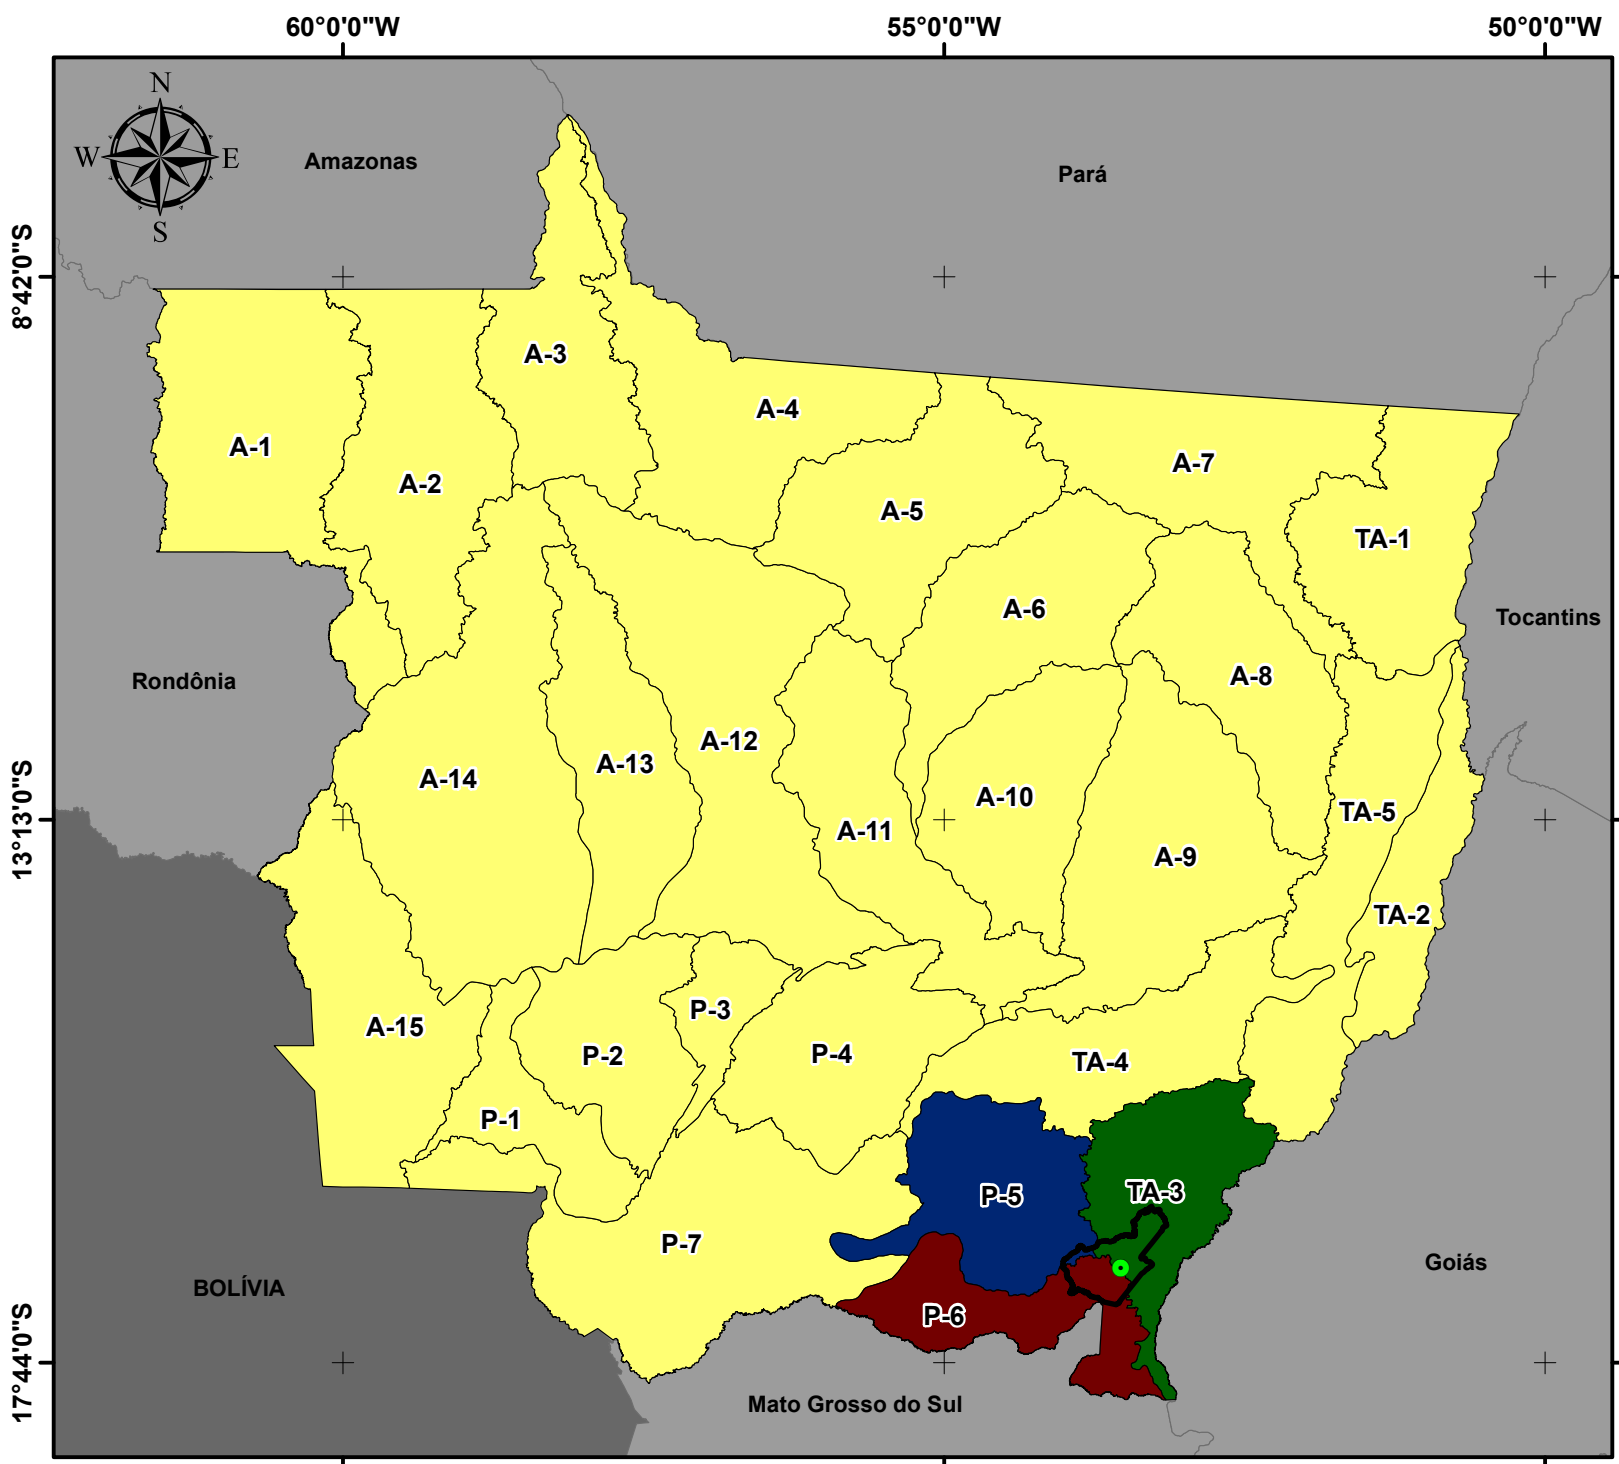 60°0'0"W
55°0'0"W
50°0'0"W
N
W
E
S
Amazonas
Pará
8°42'0"S
A-3
A-4
A-1
A-7
A-2
A-5
TA-1
A-6
Tocantins
A-8
Rondônia
A-12
A-13
A-14
A-10
TA-5
13°13'0"S
A-11
A-9
TA-2
P-3
A-15
P-4
P-2
TA-4
P-1
TA-3
P-5
P-7
Goiás
BOLÍVIA
P-6
17°44'0"S
Mato Grosso do Sul